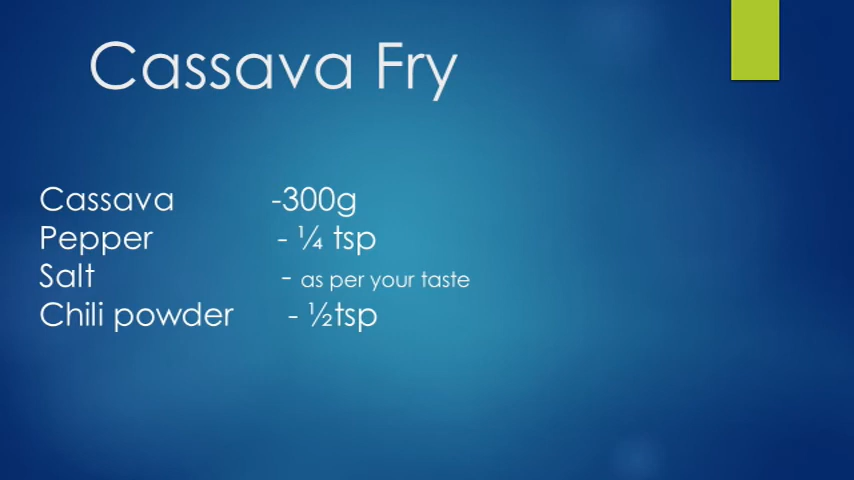 Cassava Fry
Cassava -300g
Pepper - ¼ tsp
Salt - as per your taste
Chili powder - ½tsp